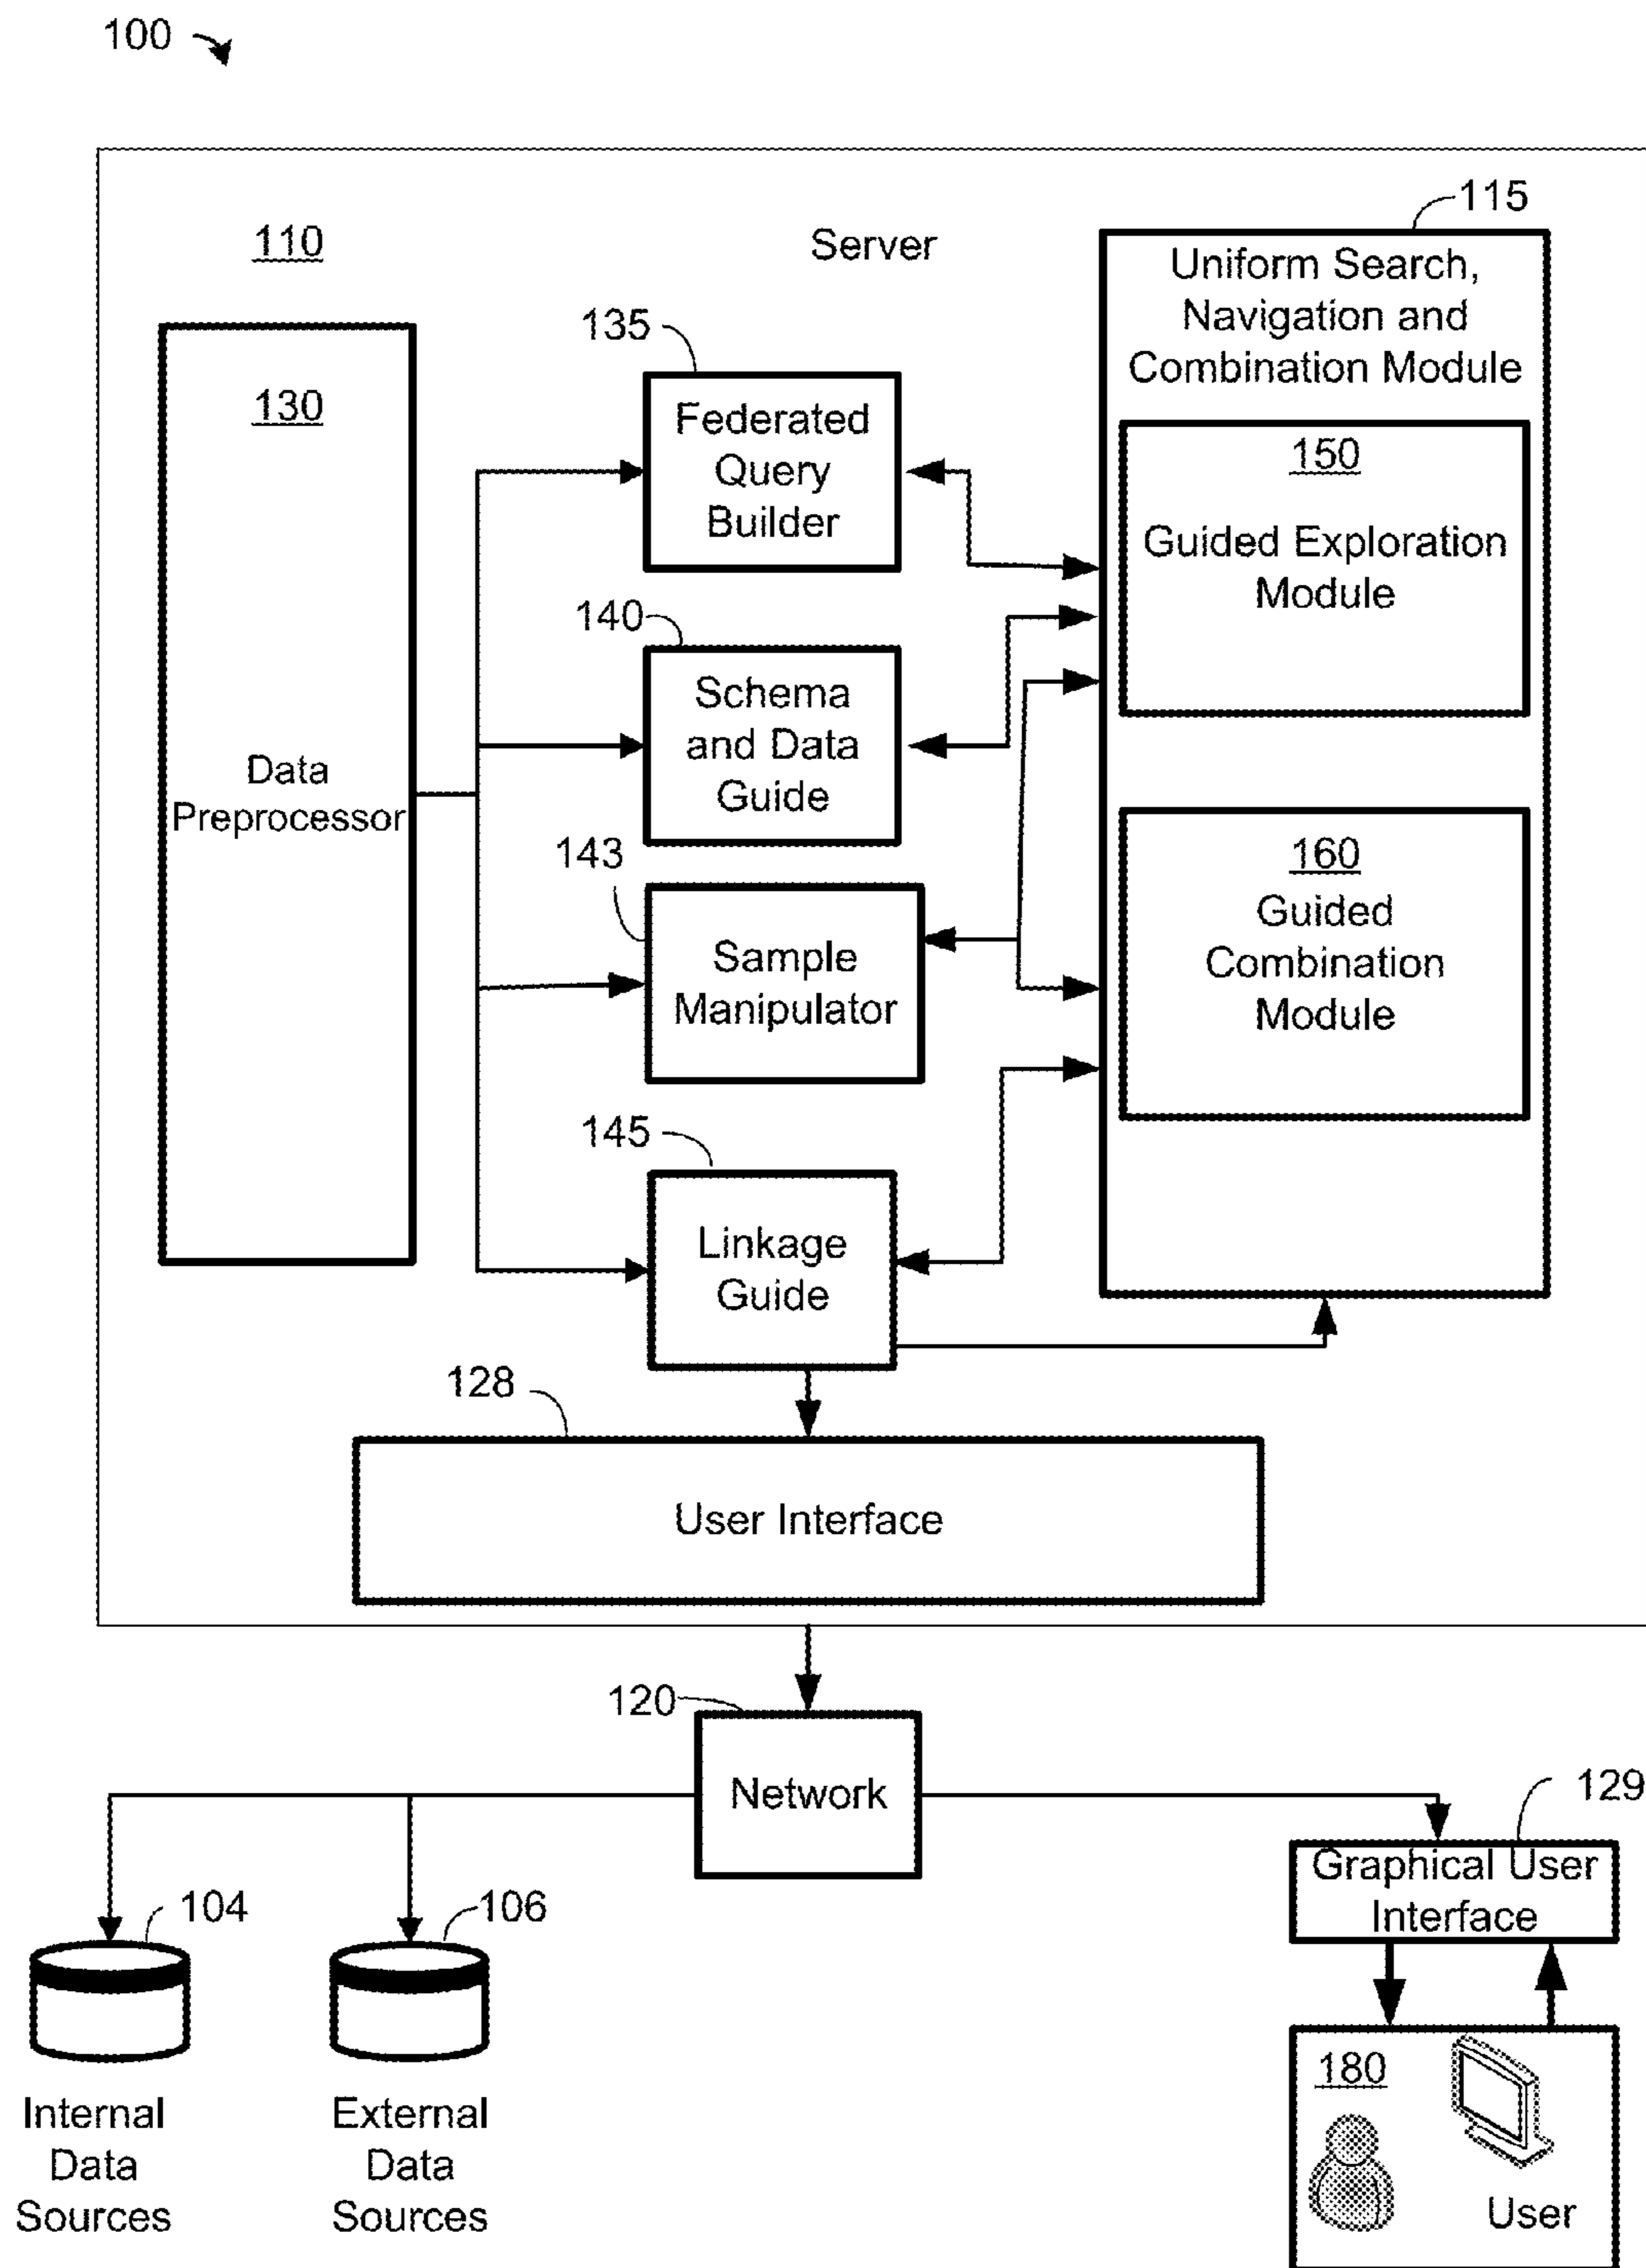 100
110
Server
115
Uniform Search,
Navigation and
Combination Module
130
Data
Preprocessor
135
Federated
Query
Builder
150
Guided Exploration
Module
140
Schema
and Data
Guide
143
Sample
Manipulator
160
Guided
Combination
Module
145
Linkage
Guide
128
User Interface
120
Network
129
Graphical User
Interface
104
106
Internal
Data
Sources
External
Data
Sources
180
User